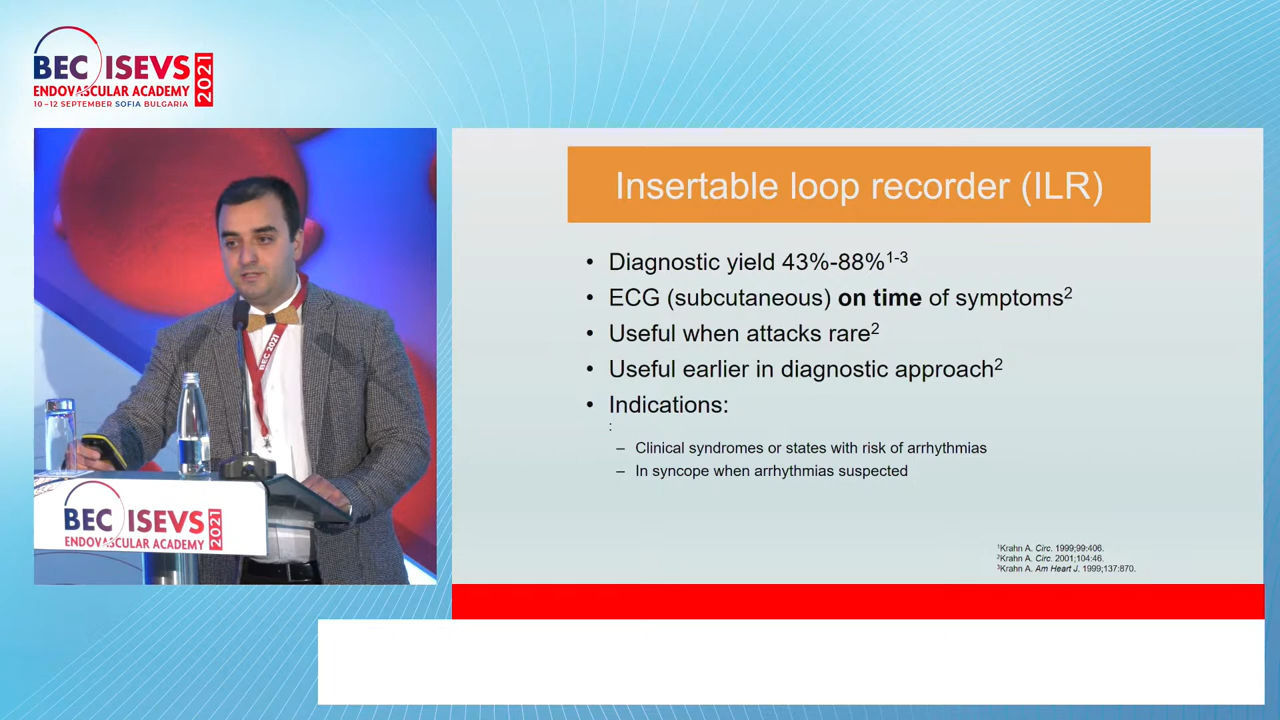 BEC ISEVS 2021
ENDOVASCULAR ACADEMY
10–12 SEPTEMBER SOFIA BULGARIA
BEC 2021
BEC ISEVS 2021
ENDOVASCULAR ACADEMY
Insertable loop recorder (ILR)
• Diagnostic yield 43%-88%1-3
• ECG (subcutaneous) on time of symptoms2
• Useful when attacks rare2
• Useful earlier in diagnostic approach2
• Indications:
:
– Clinical syndromes or states with risk of arrhythmias
– In syncope when arrhythmias suspected
1Krahn A. Circ. 1999;99:406.
2Krahn A. Circ. 2001;104:46.
3Krahn A. Am Heart J. 1999;137:870.